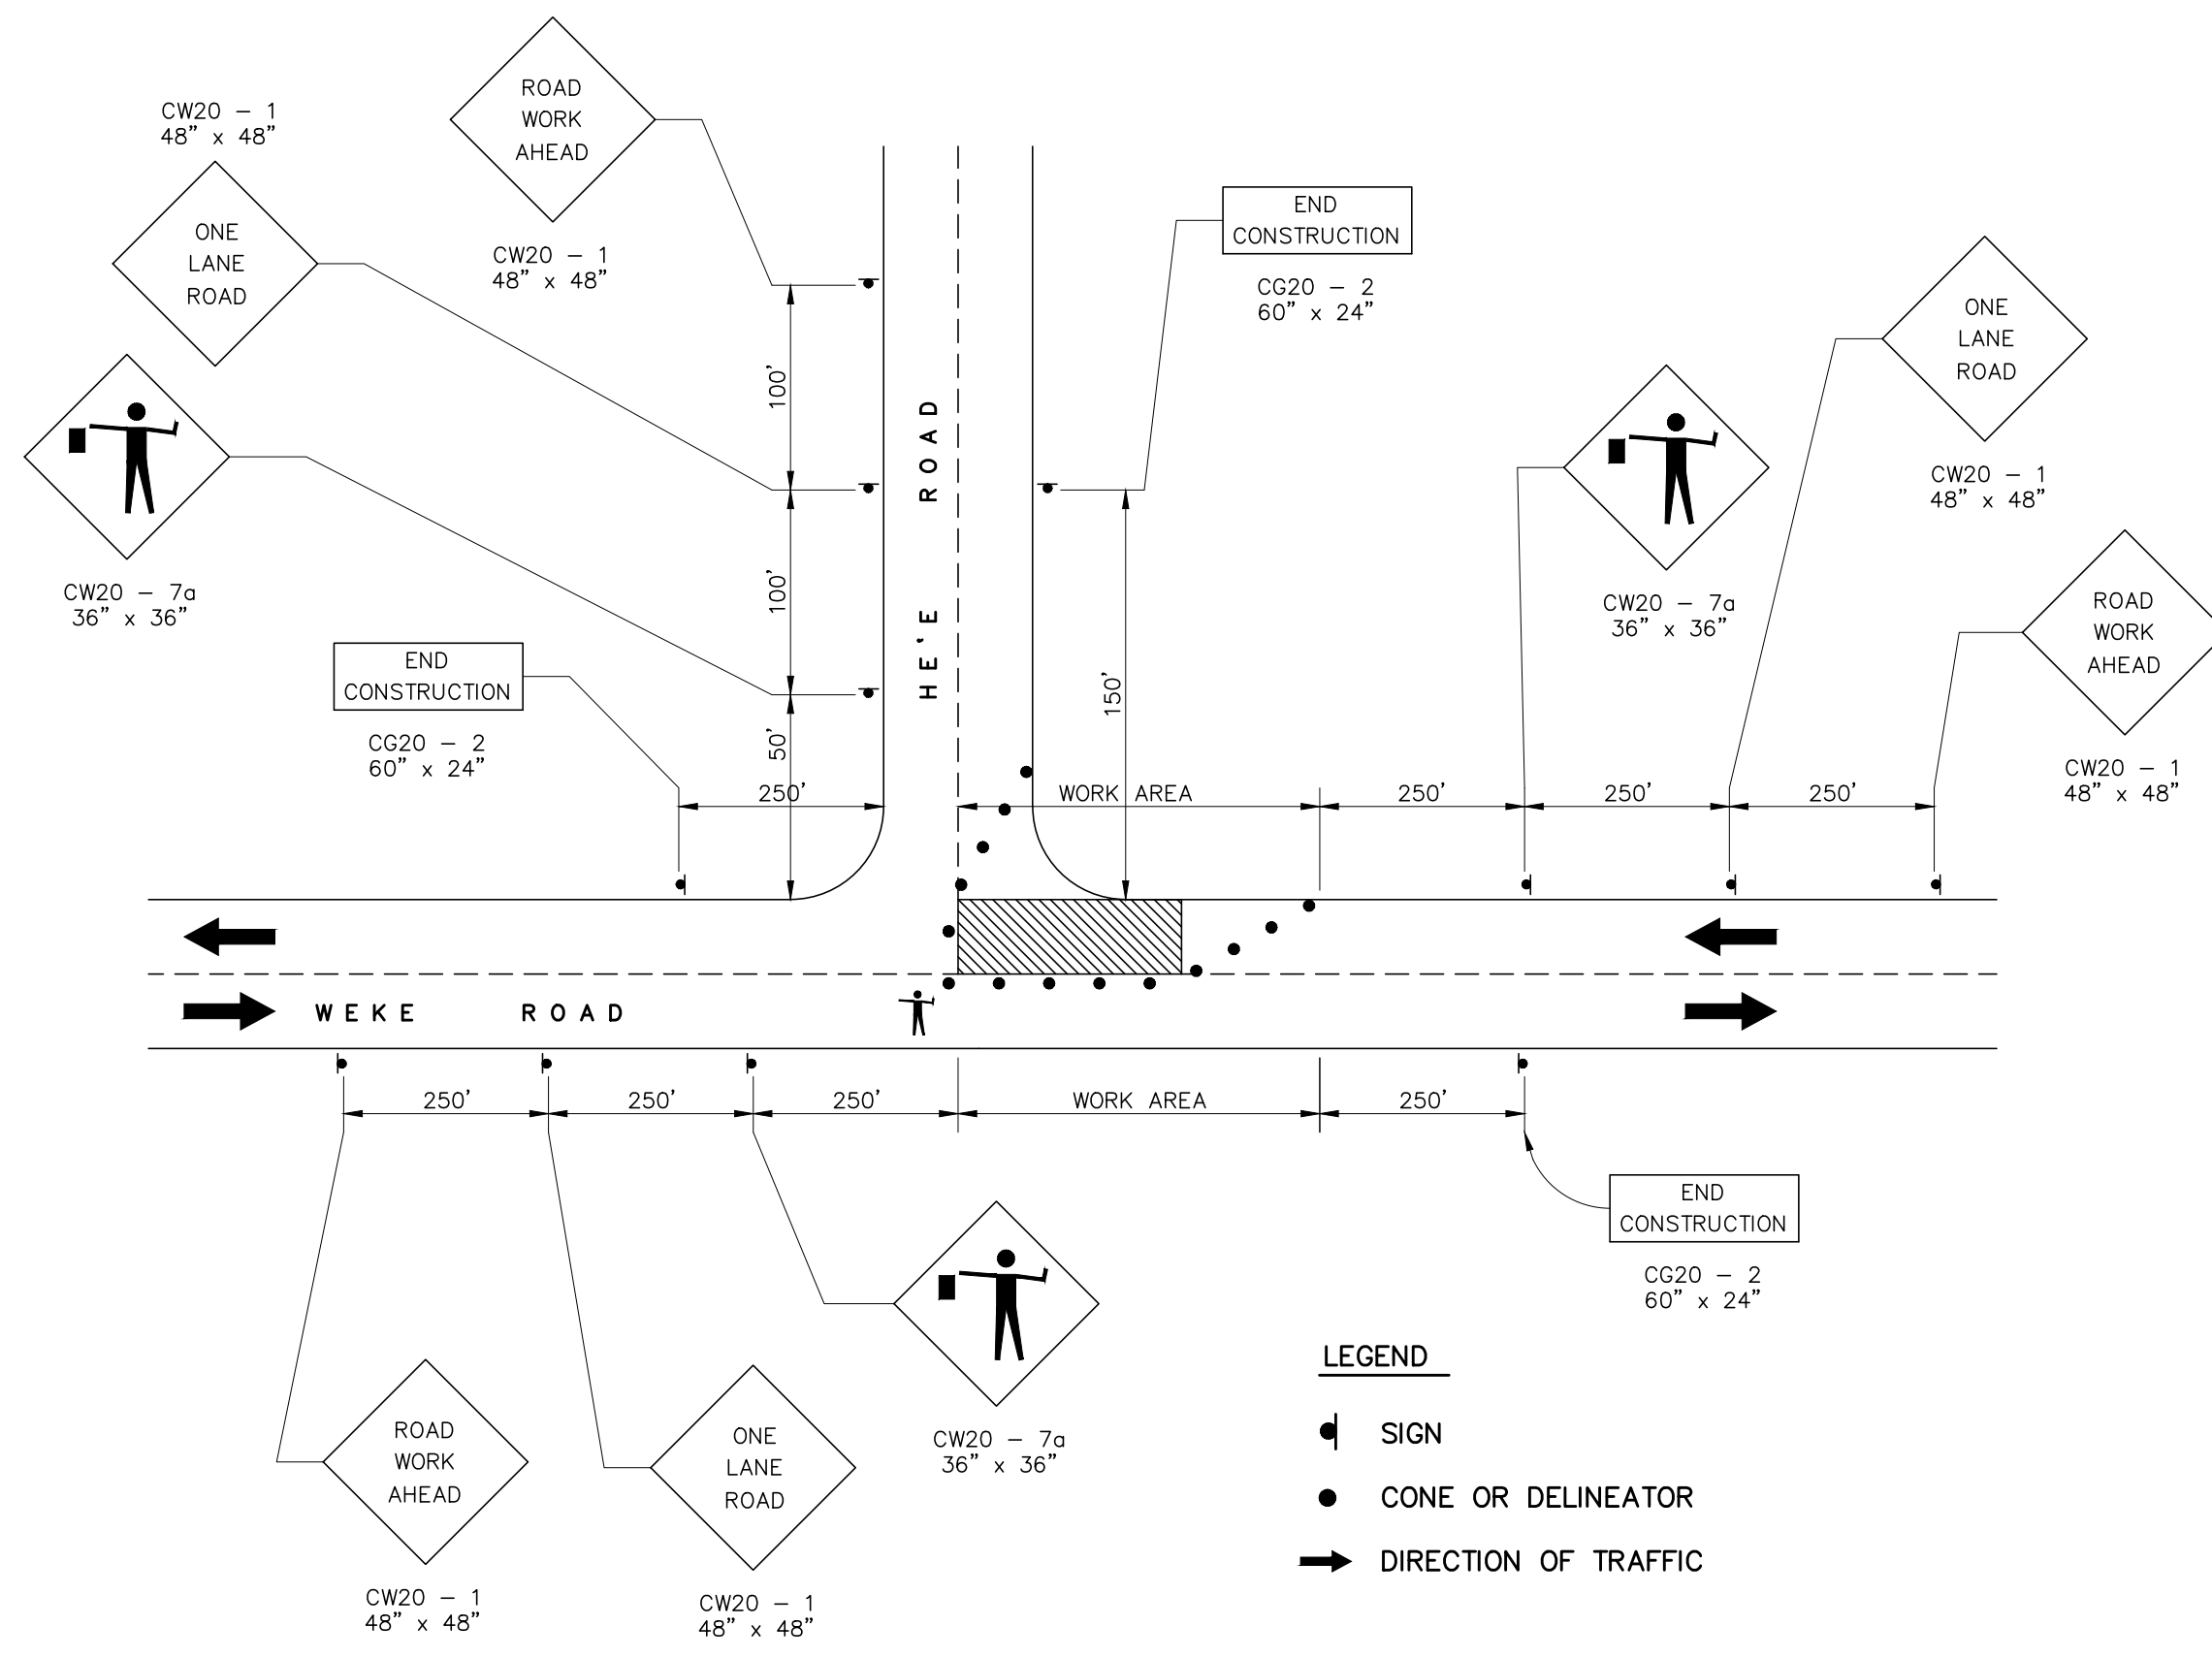 ROAD
WORK
AHEAD
CW20 - 1
48" x 48"
CW20 - 1
48" x 48"
ONE
LANE
ROAD
END
CONSTRUCTION
CG20 - 2
60" x 24"
ONE
LANE
ROAD
CW20 - 1
48" x 48"
CW20 - 7a
36" x 36"
CW20 - 7a
36" x 36"
ROAD
WORK
AHEAD
CW20 - 1
48" x 48"
END
CONSTRUCTION
CG20 - 2
60" x 24"
100'
100'
50'
150'
HE'E ROAD
250'
WORK AREA
250'
250'
250'
WEKE ROAD
250'
250'
250'
WORK AREA
250'
END
CONSTRUCTION
CG20 - 2
60" x 24"
CW20 - 7a
36" x 36"
ROAD
WORK
AHEAD
CW20 - 1
48" x 48"
ONE
LANE
ROAD
CW20 - 1
48" x 48"
LEGEND
SIGN
CONE OR DELINEATOR
DIRECTION OF TRAFFIC